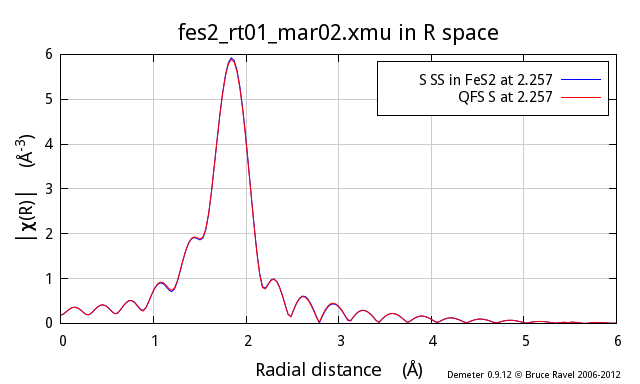 fes2_rt01_mar02.xmu in R space
S SS in FeS2 at 2.257
QFS S at 2.257
|χ(R)| (Å-3)
6
5
4
3
2
1
0
0 1 2 3 4 5 6
Radial distance (Å)
Demeter 0.9.12 © Bruce Ravel 2006-2012